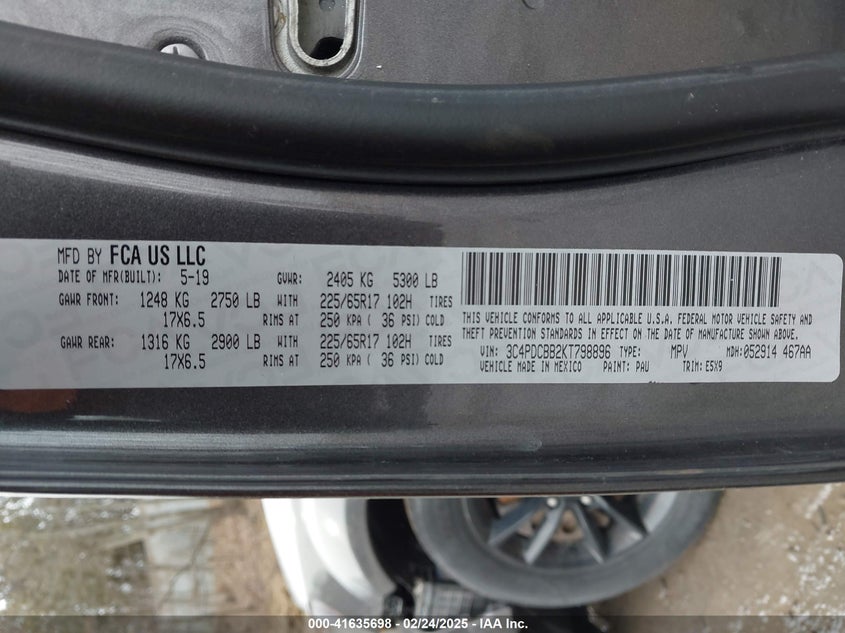 MFD BY FCA US LLC
DATE OF MFR(BUILT): 5-19 GVWR: 2405 KG 5300 LB
GAWR FRONT: 1248 KG 2750 LB WITH 225/65R17 102H TIRES
17X6.5 RIMS AT 250 KPA ( 36 PSI) COLD
GAWR REAR: 1316 KG 2900 LB WITH 225/65R17 102H TIRES
17X6.5 RIMS AT 250 KPA ( 36 PSI) COLD
THIS VEHICLE CONFORMS TO ALL APPLICABLE U.S.A. FEDERAL MOTOR VEHICLE SAFETY AND
THEFT PREVENTION STANDARDS IN EFFECT ON THE DATE OF MANUFACTURE SHOWN ABOVE.
VIN: 3C4PDCBB2KT798896 TYPE: MPV MDH: 052914 467AA
VEHICLE MADE IN MEXICO PAINT: PAU TRIM: E5X9
000-41635698 - 02/24/2025 - IAA Inc.